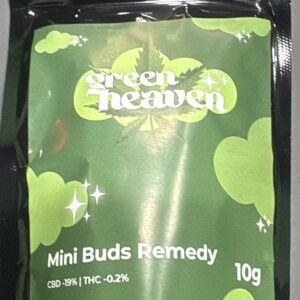 green
heaven
Mini Buds Remedy
10g
CBD ~19% | THC ~0.2%